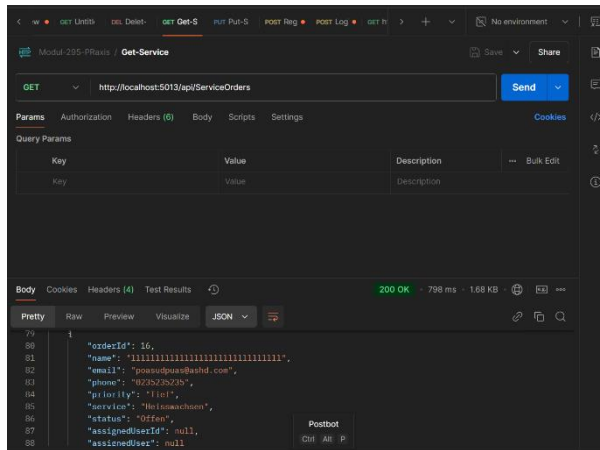 GET Untitl
DEL Delet-
GET Get-S
PUT Put-S
POST Reg
POST Log
GET h
No environment
Modul-295-PRaxis / Get-Service
Save
Share
GET
http://localhost:5013/api/ServiceOrders
Send
Params Authorization Headers (6) Body Scripts Settings
Cookies
Query Params
Key Value Description ••• Bulk Edit
Key Value Description
Body Cookies Headers (4) Test Results
200 OK • 798 ms • 1.68 KB
Pretty Raw Preview Visualize JSON
79 {
80 "orderId": 16,
81 "name": "11111111111111111111111111111111",
82 "email": "poasudpuas@ashd.com",
83 "phone": "0235235235",
84 "priority": "Tief",
85 "service": "Heisswachsen",
86 "status": "Offen",
87 "assignedUserId": null,
88 "assignedUser": null
Postbot
Ctrl Alt P